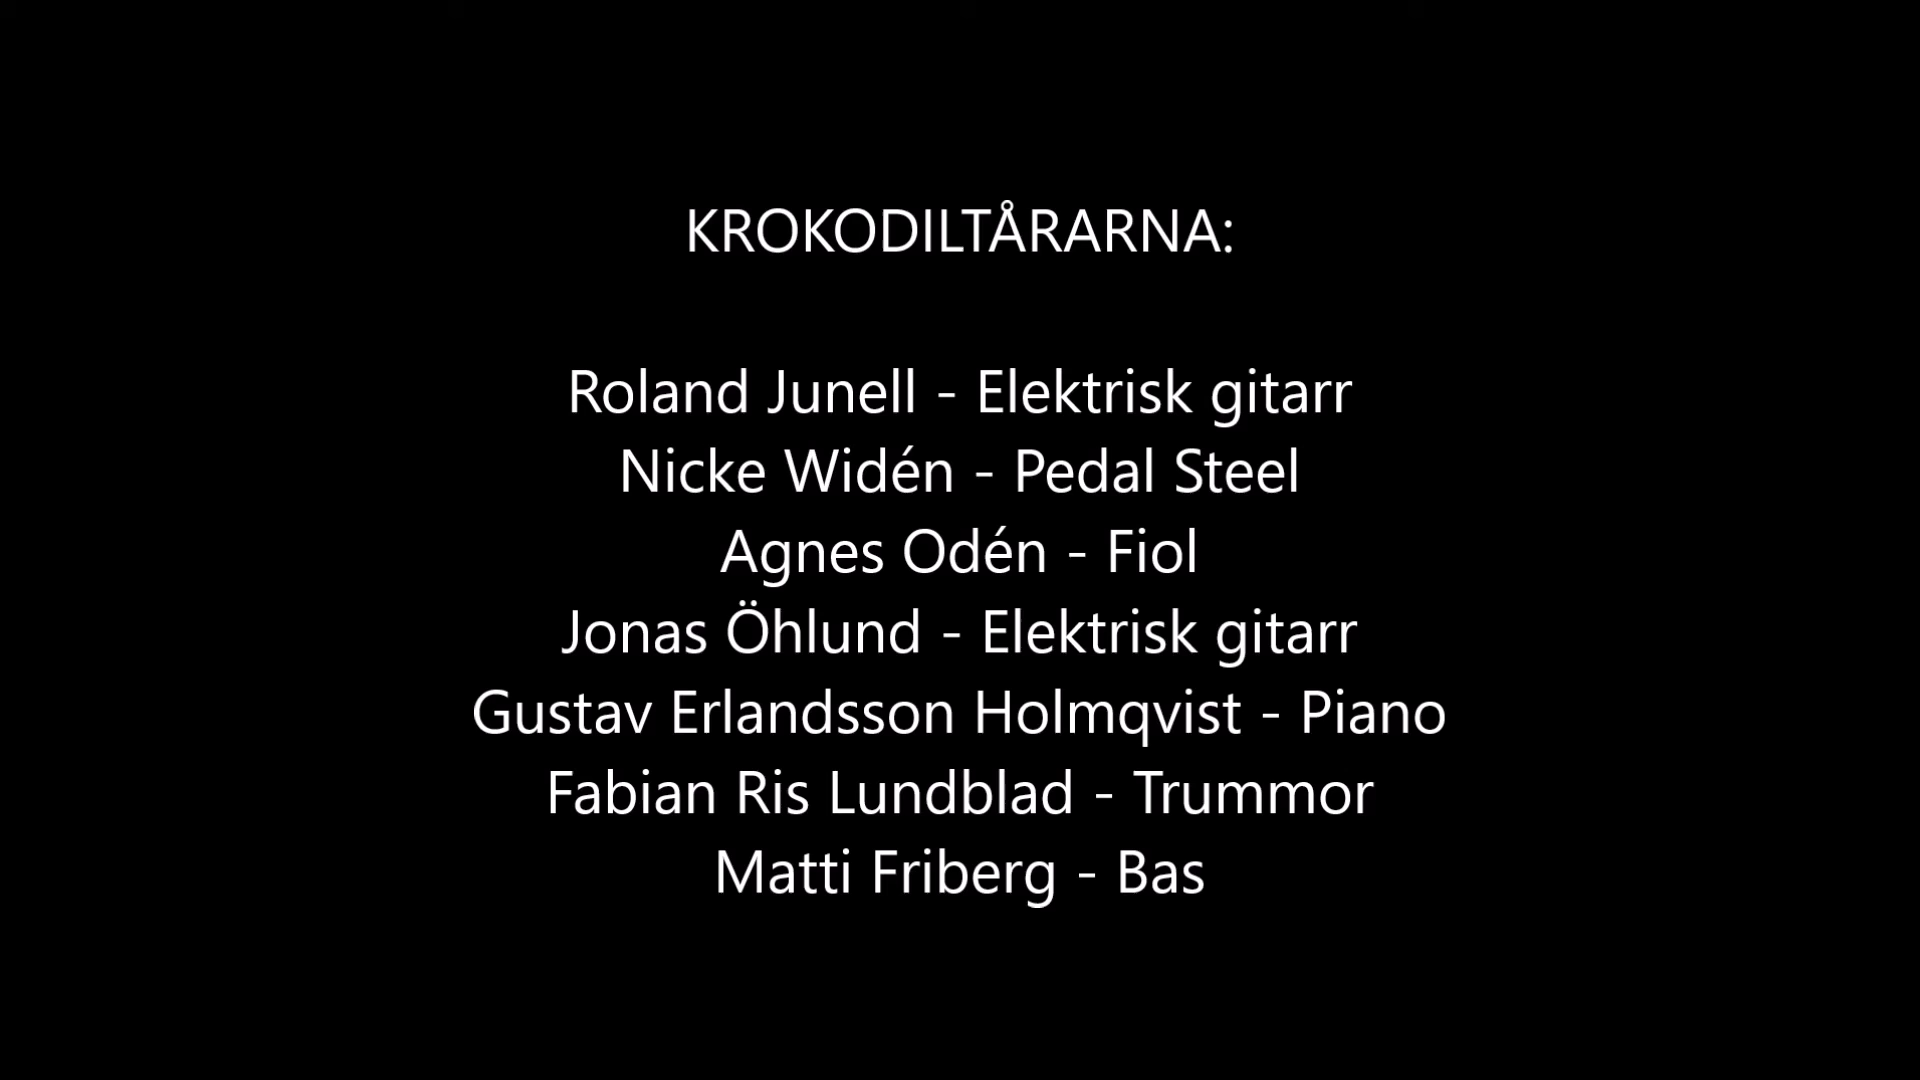 KROKODILTÅRARNA:
Roland Junell - Elektrisk gitarr
Nicke Widén - Pedal Steel
Agnes Odén - Fiol
Jonas Öhlund - Elektrisk gitarr
Gustav Erlandsson Holmqvist - Piano
Fabian Ris Lundblad - Trummor
Matti Friberg - Bas